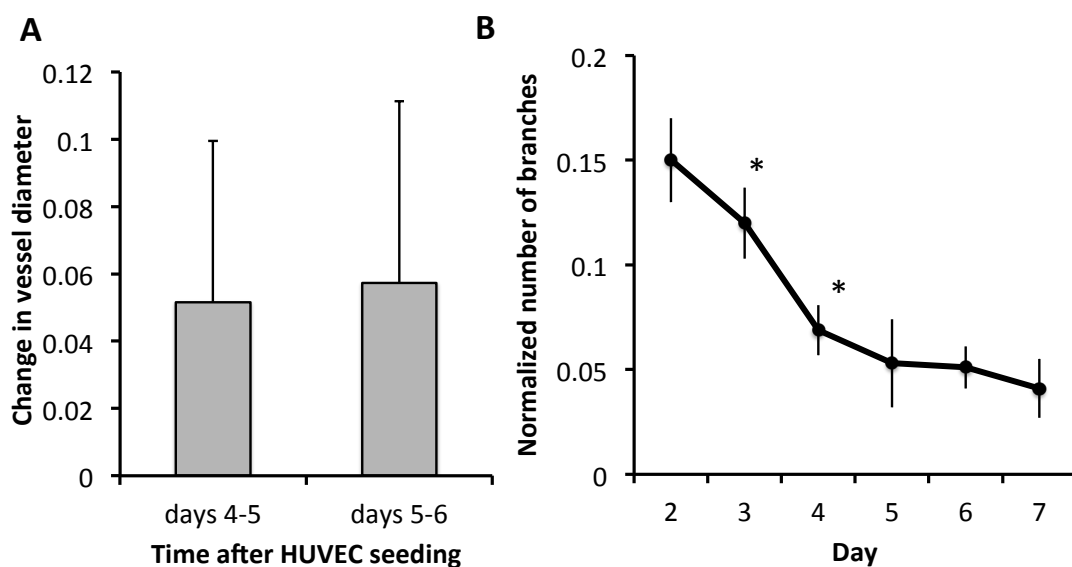 A
Change in vessel diameter
0.12
0.1
0.08
0.06
0.04
0.02
0
days 4-5 days 5-6
Time after HUVEC seeding
B
Normalized number of branches
0.2
0.15
0.1
0.05
0
*
*
2 3 4 5 6 7
Day